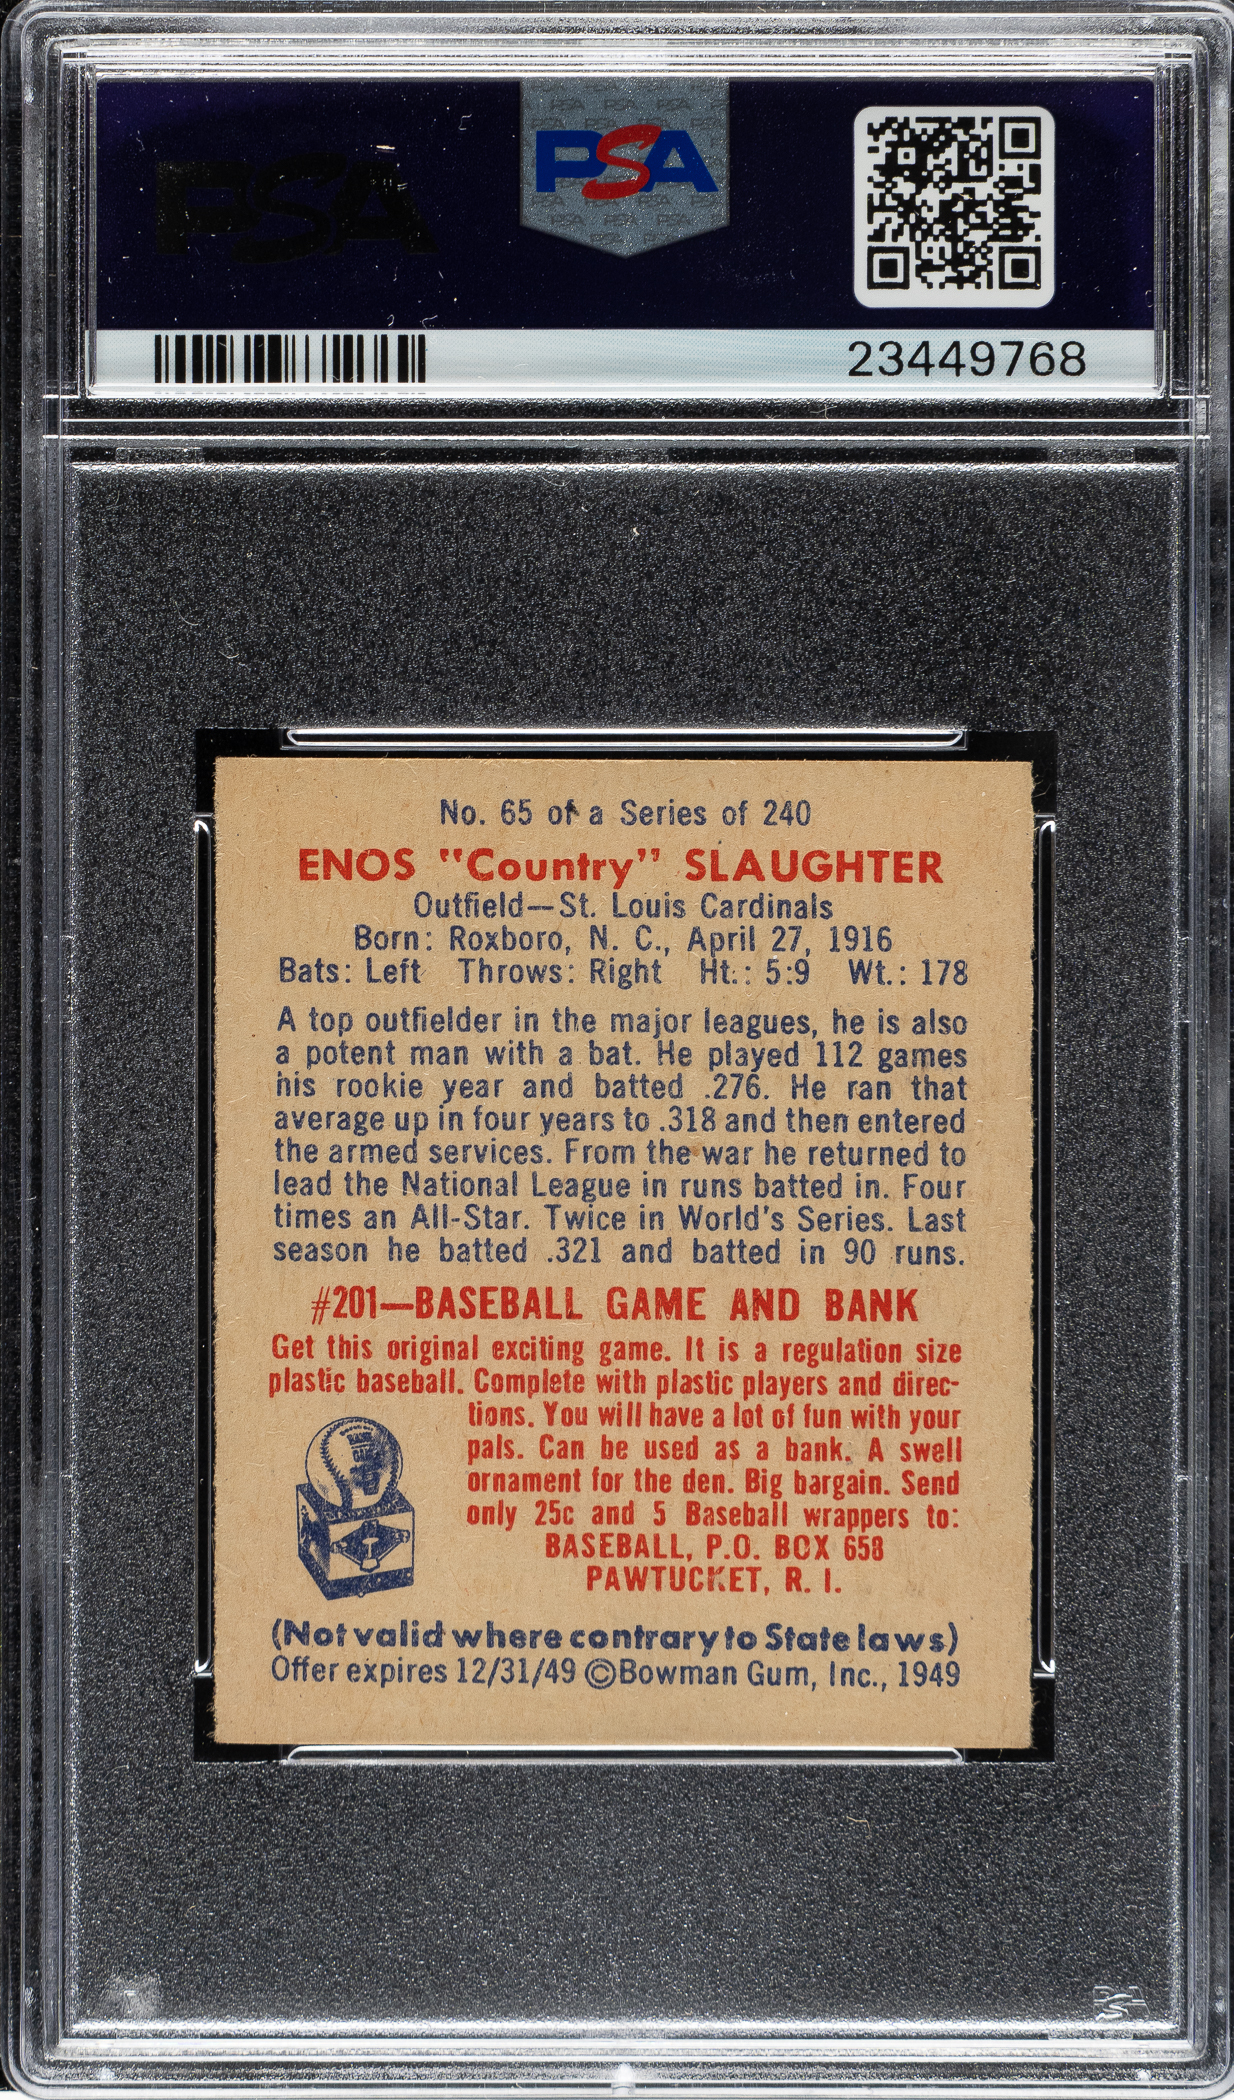 PSA
PSA
23449768
No. 65 of a Series of 240
ENOS "Country" SLAUGHTER
Outfield—St. Louis Cardinals
Born: Roxboro, N. C., April 27, 1916
Bats: Left Throws: Right Ht.: 5:9 Wt.: 178
A top outfielder in the major leagues, he is also
a potent man with a bat. He played 112 games
his rookie year and batted .276. He ran that
average up in four years to .318 and then entered
the armed services. From the war he returned to
lead the National League in runs batted in. Four
times an All-Star. Twice in World's Series. Last
season he batted .321 and batted in 90 runs.
#201—BASEBALL GAME AND BANK
Get this original exciting game. It is a regulation size
plastic baseball. Complete with plastic players and direc-
tions. You will have a lot of fun with your
pals. Can be used as a bank. A swell
ornament for the den. Big bargain. Send
only 25c and 5 Baseball wrappers to:
BASEBALL, P.O. BOX 658
PAWTUCKET, R. I.
(Not valid where contrary to State laws)
Offer expires 12/31/49 ©Bowman Gum, Inc., 1949